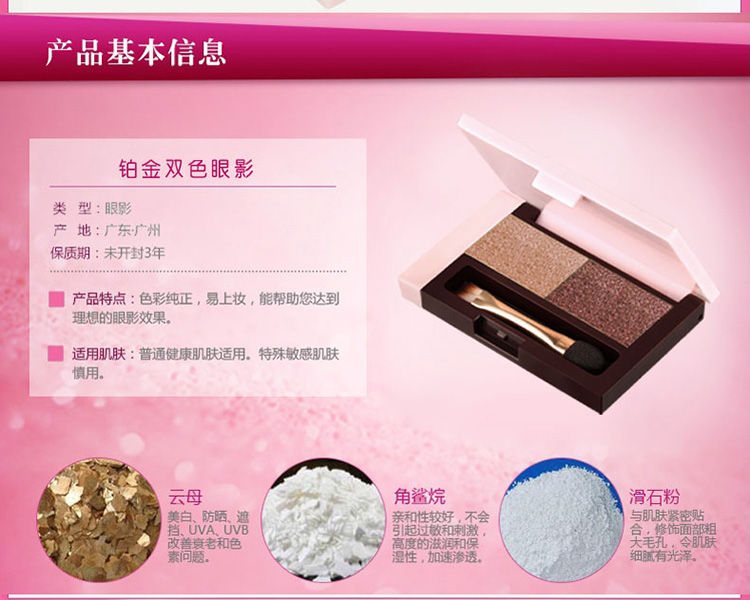 产品基本信息
铂金双色眼影
类 型：眼影
产 地：广东·广州
保质期：未开封3年
产品特点：色彩纯正，易上妆，能帮助您达到
理想的眼影效果。
适用肌肤：普通健康肌肤适用。特殊敏感肌肤
慎用。
云母
美白、防晒、遮
挡、UVA、UVB
改善衰老和色
素问题。
角鲨烷
亲和性较好，不会
引起过敏和刺激，
高度的滋润和保
湿性，加速渗透。
滑石粉
与肌肤紧密贴
合，修饰面部粗
大毛孔，令肌肤
细腻有光泽。